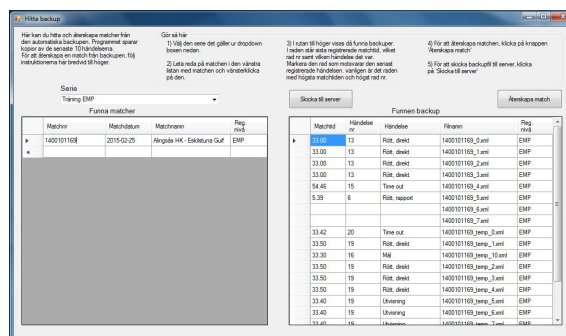 Hitta backup
Här kan du hitta och återskapa matcher från
den automatiska backupen. Programmet sparar
kopior av de senaste 10 händelserna.
För att återskapa en match från backupen, följ
instruktionerna här bredvid till höger.
Gör så här
1) Välj den serie det gäller ur dropdown
boxen nedan.
2) Leta reda på matchen i den vänstra
listan med matchen och vänsterklicka
på den.
3) I rutan till höger visas då funna backuper.
I raden står sista registrerade matchtid, vilket
rad nr samt vilken händelse det var.
Markera den rad som motsvarar den senast
registrerade händelsen. vanligen är det raden
med högsta matchtiden och högst rad nr.
4) För att återskapa matchen, klicka på knappen
'Återskapa match'
5) För att skicka backupfil till server, klicka
på 'Skicka till server'
Serie
Träning EMP
Skicka till server
Återskapa match
Funna matcher
Matchnr Matchdatum Matchnamn Reg. nivå
1400101169 2015-02-25 Alingsås HK - Eskilstuna Guif EMP
Funnen backup
Matchtid Händelse nr Händelse Filnamn Reg. nivå
33.00 13 Rött, direkt 1400101169_0.xml EMP
33.00 13 Rött, direkt 1400101169_1.xml EMP
33.00 13 Rött, direkt 1400101169_2.xml EMP
33.00 13 Rött, direkt 1400101169_3.xml EMP
54.46 15 Time out 1400101169_4.xml EMP
5.39 6 Rött, rapport 1400101169_5.xml EMP
1400101169_6.xml EMP
1400101169_7.xml EMP
33.42 20 Time out 1400101169_temp_0.xml EMP
33.50 19 Rött, direkt 1400101169_temp_1.xml EMP
33.30 16 Mål 1400101169_temp_10.xml EMP
33.50 19 Rött, direkt 1400101169_temp_2.xml EMP
33.50 19 Rött, direkt 1400101169_temp_3.xml EMP
33.50 19 Rött, direkt 1400101169_temp_4.xml EMP
33.40 19 Utvisning 1400101169_temp_5.xml EMP
33.40 19 Utvisning 1400101169_temp_6.xml EMP
33.40 19 Utvisning 1400101169_temp_7.xml EMP